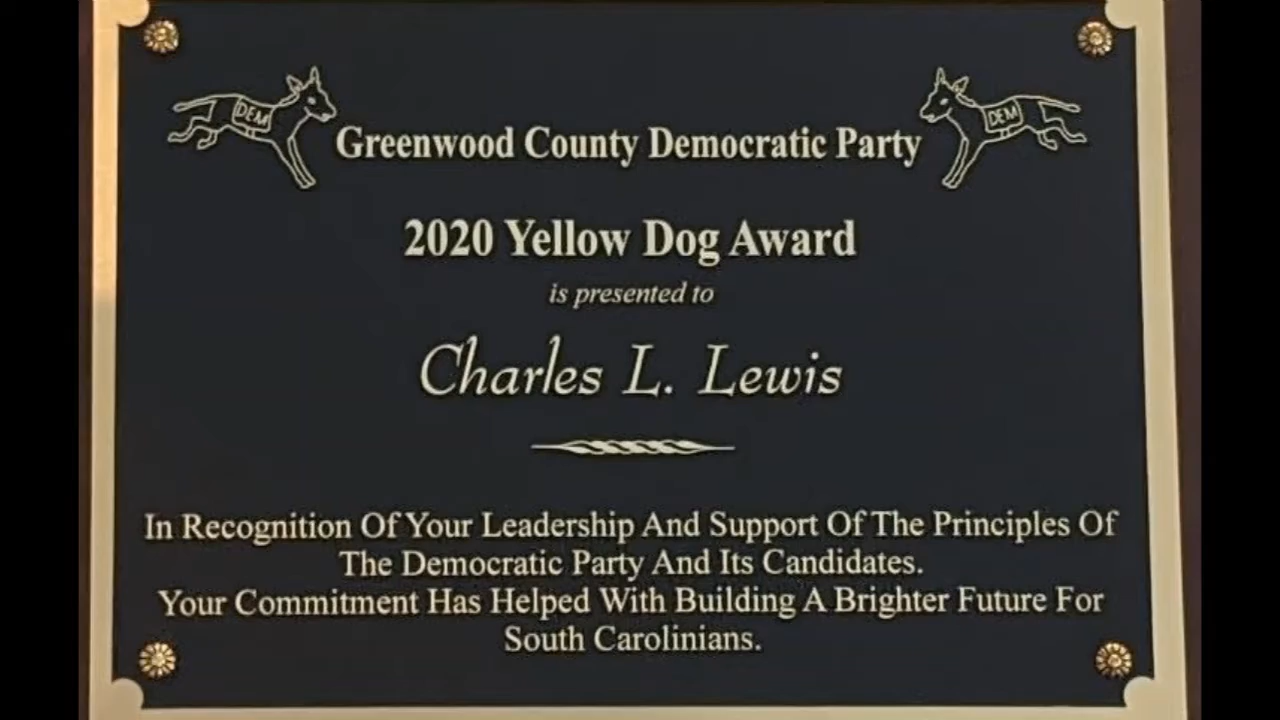 DEM
DEM
Greenwood County Democratic Party
2020 Yellow Dog Award
is presented to
Charles L. Lewis
In Recognition Of Your Leadership And Support Of The Principles Of
The Democratic Party And Its Candidates.
Your Commitment Has Helped With Building A Brighter Future For
South Carolinians.